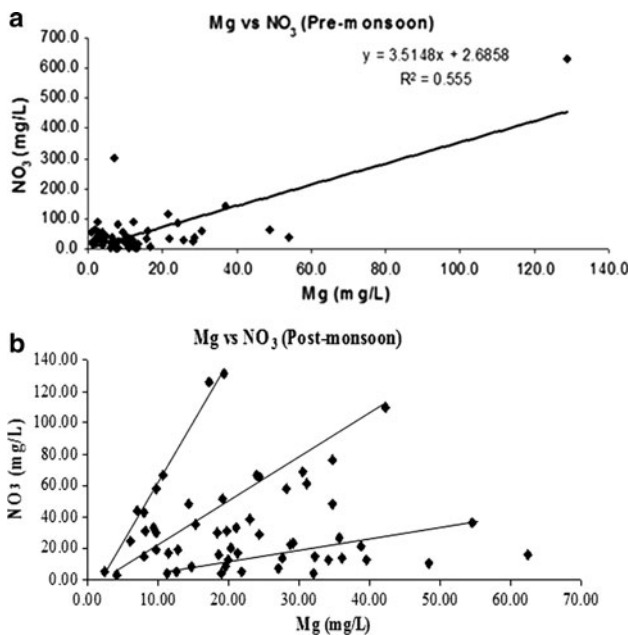 a
Mg vs NO3 (Pre-monsoon)
y = 3.5148x + 2.6858
R² = 0.555
NO3 (mg/L)
700.0
600.0
500.0
400.0
300.0
200.0
100.0
0.0
0.0 20.0 40.0 60.0 80.0 100.0 120.0 140.0
Mg (mg/L)
b
Mg vs NO3 (Post-monsoon)
NO3 (mg/L)
140.00
120.00
100.00
80.00
60.00
40.00
20.00
0.00
0.00 10.00 20.00 30.00 40.00 50.00 60.00 70.00
Mg (mg/L)